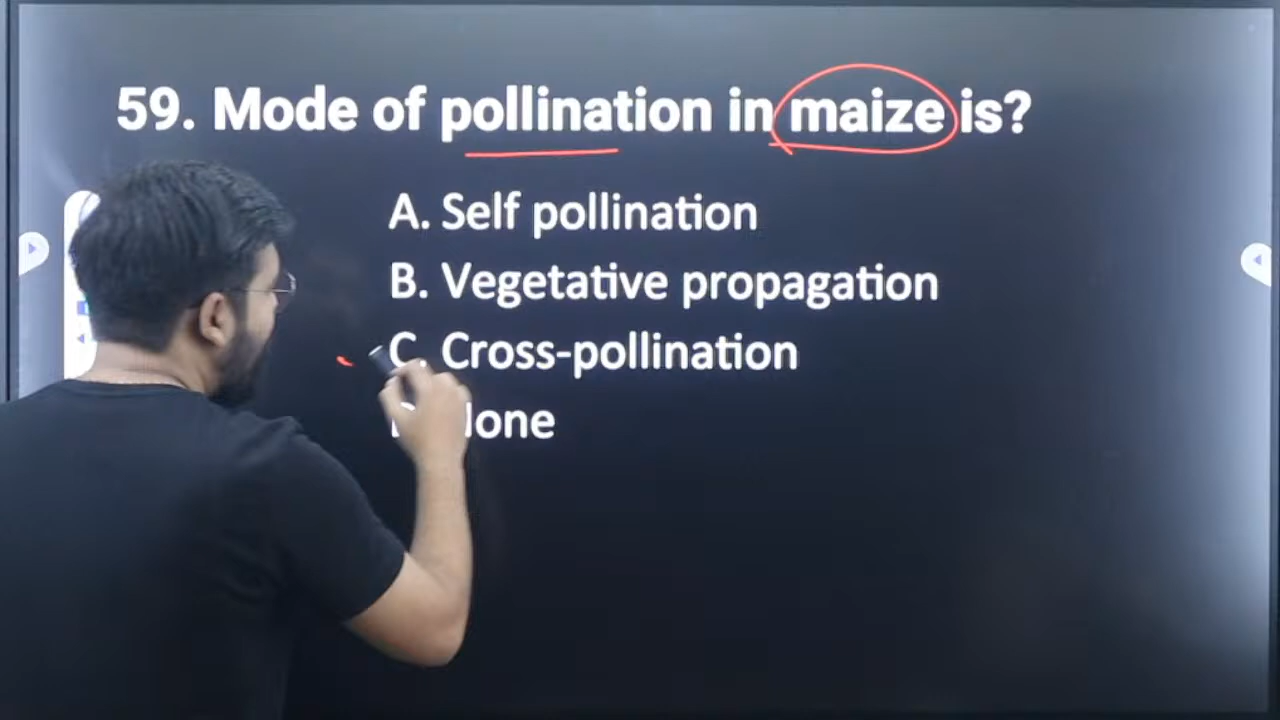 59. Mode of pollination in maize is?
A. Self pollination
B. Vegetative propagation
C. Cross-pollination